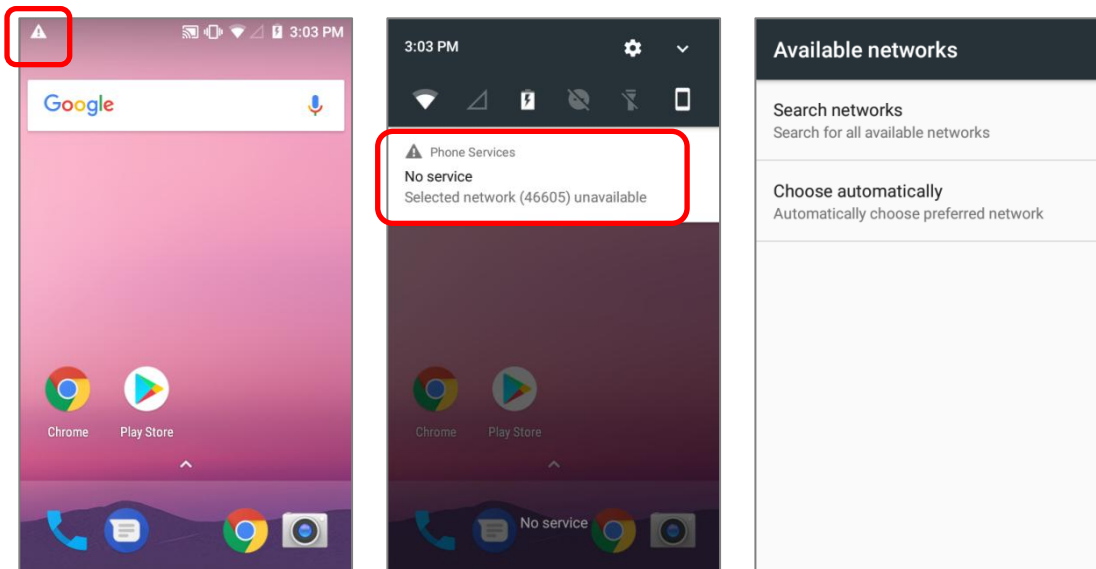 3:03 PM
Google
Chrome
Play Store
3:03 PM
Phone Services
No service
Selected network (46605) unavailable
Chrome
Play Store
No service
Available networks
Search networks
Search for all available networks
Choose automatically
Automatically choose preferred network